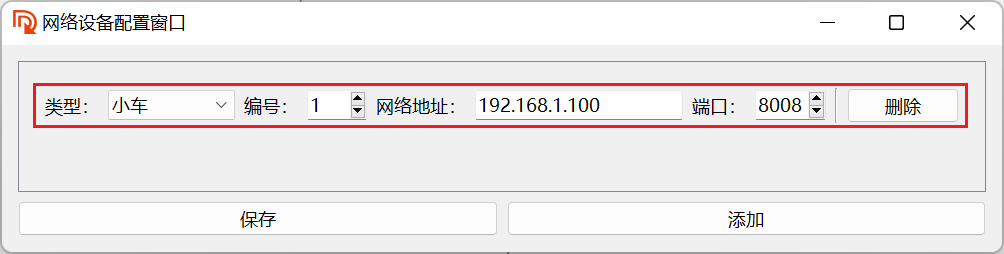 网络设备配置窗口
类型： 小车 编号： 1 网络地址： 192.168.1.100 端口： 8008 删除
保存 添加